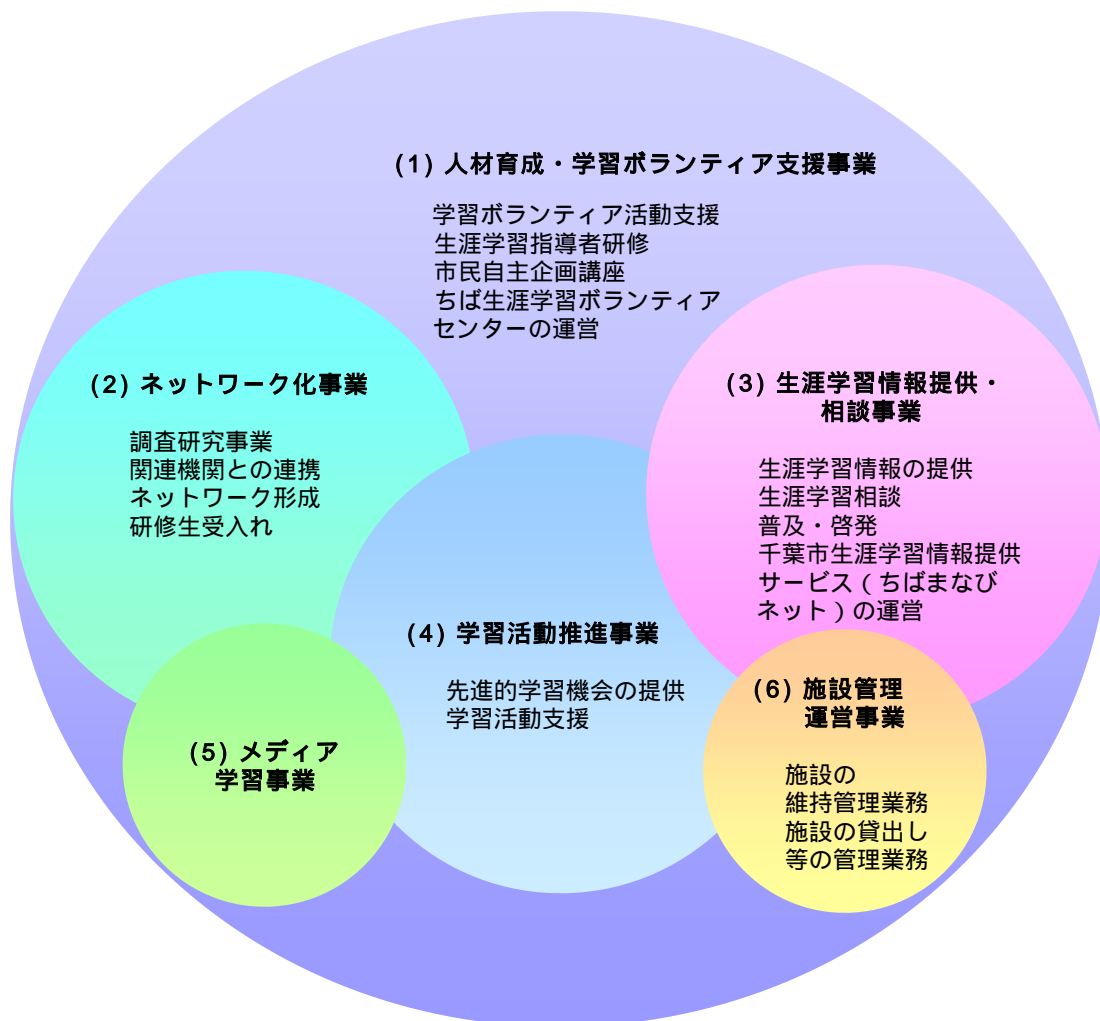 (1) 人材育成・学習ボランティア支援事業
学習ボランティア活動支援
生涯学習指導者研修
市民自主企画講座
ちば生涯学習ボランティア
センターの運営
(2) ネットワーク化事業
調査研究事業
関連機関との連携
ネットワーク形成
研修生受入れ
(3) 生涯学習情報提供・
相談事業
生涯学習情報の提供
生涯学習相談
普及・啓発
千葉市生涯学習情報提供
サービス（ちばまなび
ネット）の運営
(4) 学習活動推進事業
先進的学習機会の提供
学習活動支援
(5) メディア
学習事業
(6) 施設管理
運営事業
施設の
維持管理業務
施設の貸出し
等の管理業務